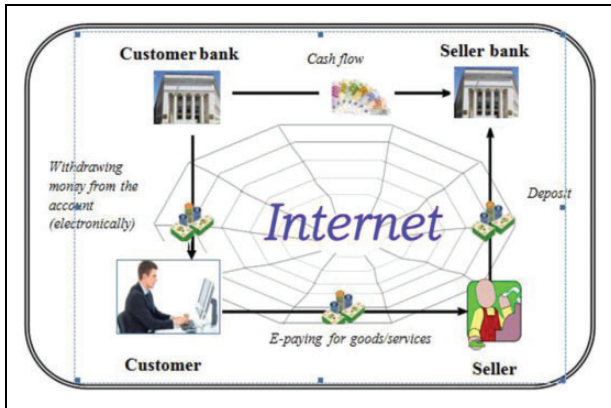 Customer bank
Cash flow
Seller bank
Withdrawing
money from the
account
(electronically)
Internet
Deposit
E-paying for goods/services
Customer
Seller